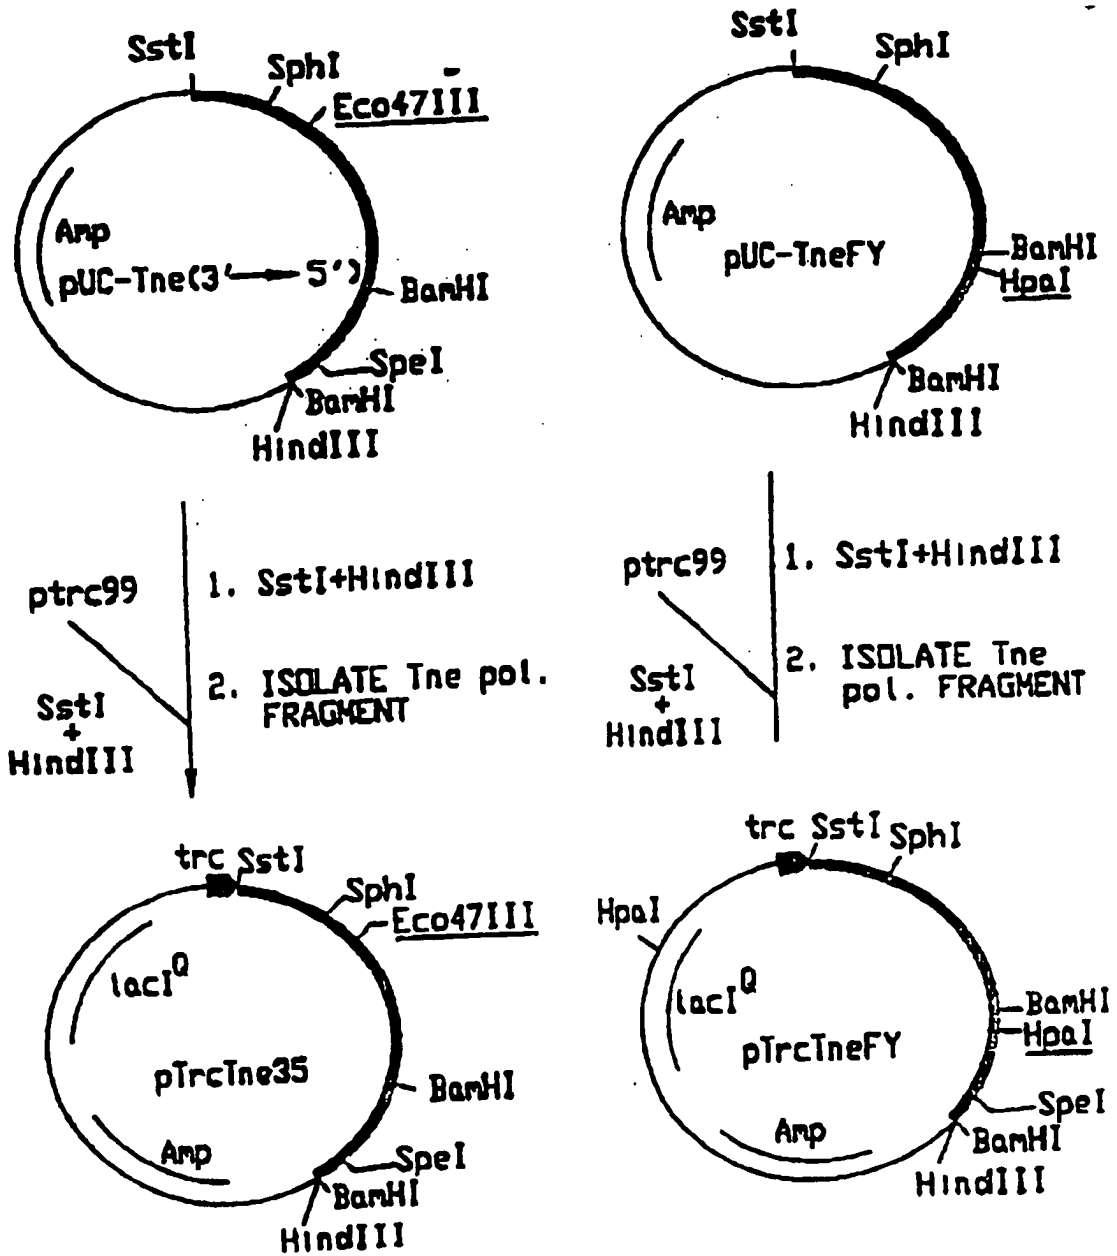 SstI
SphI
Eco47III
Amp
pUC-Tne(3' → 5')
BamHI
SpeI
BamHI
HindIII
SstI
SphI
Amp
pUC-TneFY
BamHI
HpaI
BamHI
HindIII
ptrc99
SstI
+
HindIII
1. SstI+HindIII
2. ISOLATE Tne pol.
FRAGMENT
ptrc99
SstI
+
HindIII
1. SstI+HindIII
2. ISOLATE Tne
pol. FRAGMENT
trc SstI
SphI
Eco47III
lacI^Q
pTrcTne35
BamHI
Amp
SpeI
BamHI
HindIII
trc SstI SphI
HpaI
lacI^Q
pTrcTneFY
BamHI
HpaI
SpeI
Amp
BamHI
HindIII